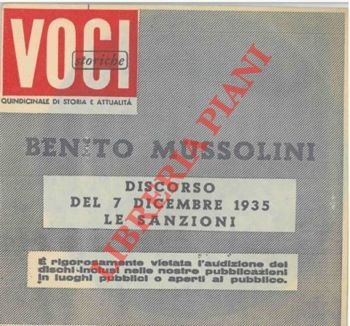 VOCI
storiche
QUINDICINALE DI STORIA E ATTUALITÀ
BENITO MUSSOLINI
DISCORSO
DEL 7 DICEMBRE 1935
LE SANZIONI
È rigorosamente vietata l'audizione dei
dischi inclusi nelle nostre pubblicazioni
in luoghi pubblici o aperti al pubblico.
LIBRERIA PIANI